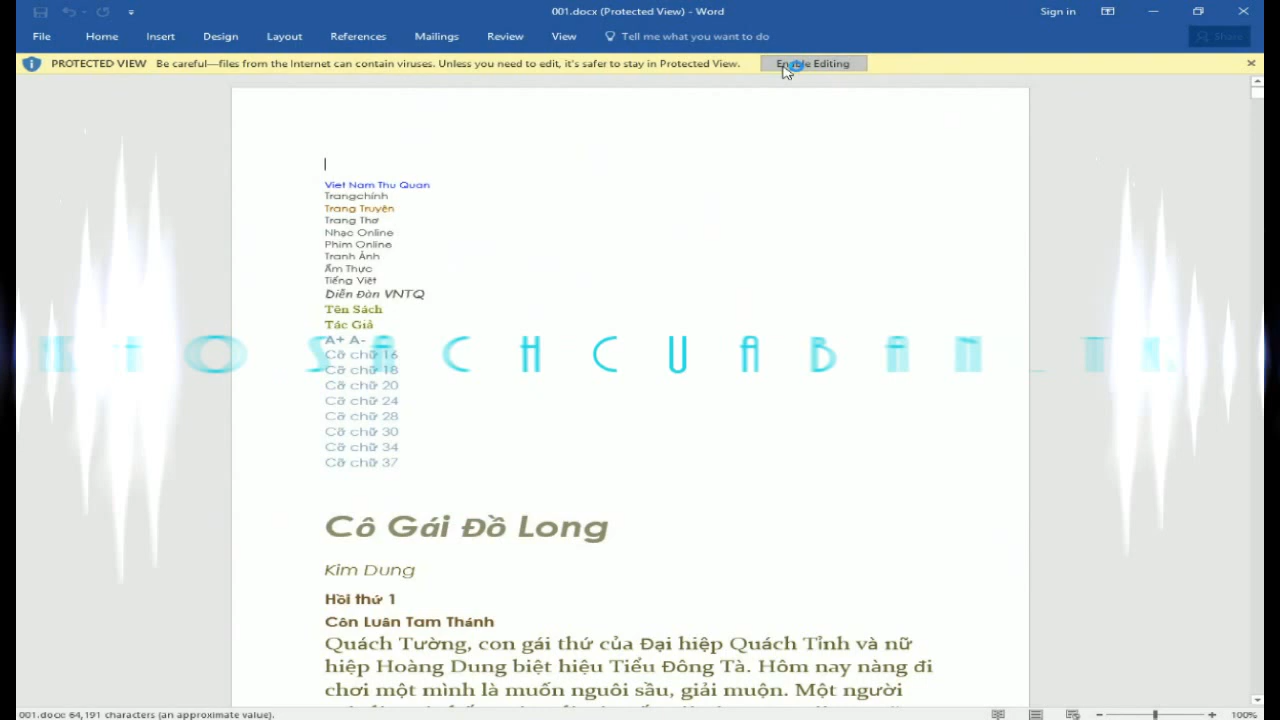 001.docx (Protected View) - Word
Sign in
File Home Insert Design Layout References Mailings Review View Tell me what you want to do Share
PROTECTED VIEW Be careful—files from the Internet can contain viruses. Unless you need to edit, it's safer to stay in Protected View. Enable Editing
Viet Nam Thu Quan
Trangchính
Trang Truyện
Trang Thơ
Nhạc Online
Phim Online
Tranh Ảnh
Ẩm Thực
Tiếng Việt
Diễn Đàn VNTQ
Tên Sách
Tác Giả
A+ A-
Cỡ chữ 16
KHOSACHCUABAN_TK
Cỡ chữ 18
Cỡ chữ 20
Cỡ chữ 24
Cỡ chữ 28
Cỡ chữ 30
Cỡ chữ 34
Cỡ chữ 37
Cô Gái Đồ Long
Kim Dung
Hồi thứ 1
Côn Luân Tam Thánh
Quách Tường, con gái thứ của Đại hiệp Quách Tỉnh và nữ
hiệp Hoàng Dung biệt hiệu Tiểu Đông Tà. Hôm nay nàng đi
chơi một mình là muốn nguôi sầu, giải muộn. Một người
001.docx: 64,191 characters (an approximate value).
100%